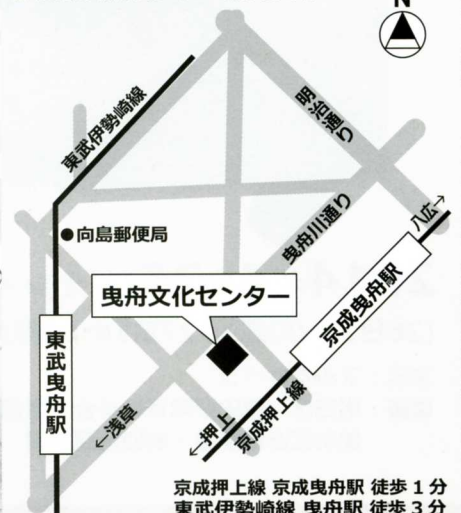 N
東武伊勢崎線
明治通り
●向島郵便局
曳舟川通り
八広→
曳舟文化センター
京成曳舟駅
東武曳舟駅
←浅草
←押上
京成押上線
京成押上線 京成曳舟駅 徒歩1分
東武伊勢崎線 曳舟駅 徒歩3分